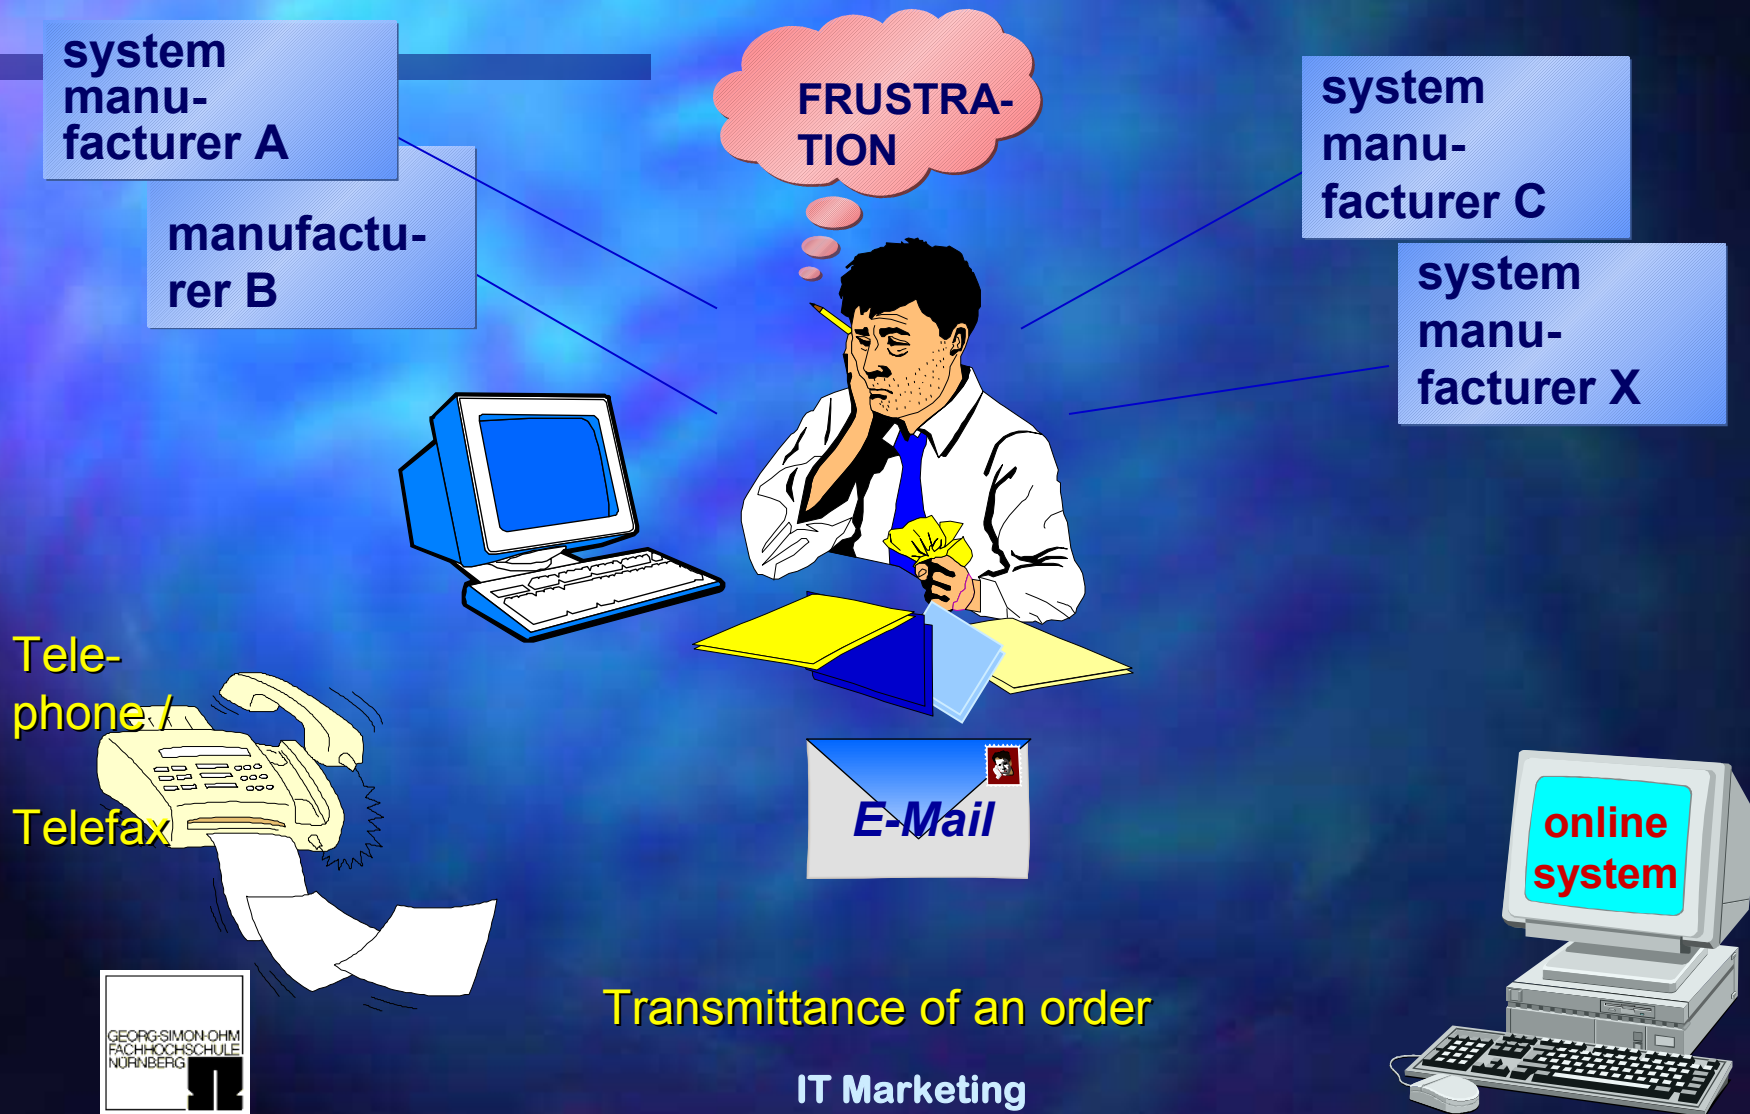 system
manu-
facturer A
manufactu-
rer B
FRUSTRA-
TION
system
manu-
facturer C
system
manu-
facturer X
Tele-
phone /
Telefax
E-Mail
online
system
Transmittance of an order
GEORG-SIMON-OHM
FACHHOCHSCHULE
NÜRNBERG
IT Marketing